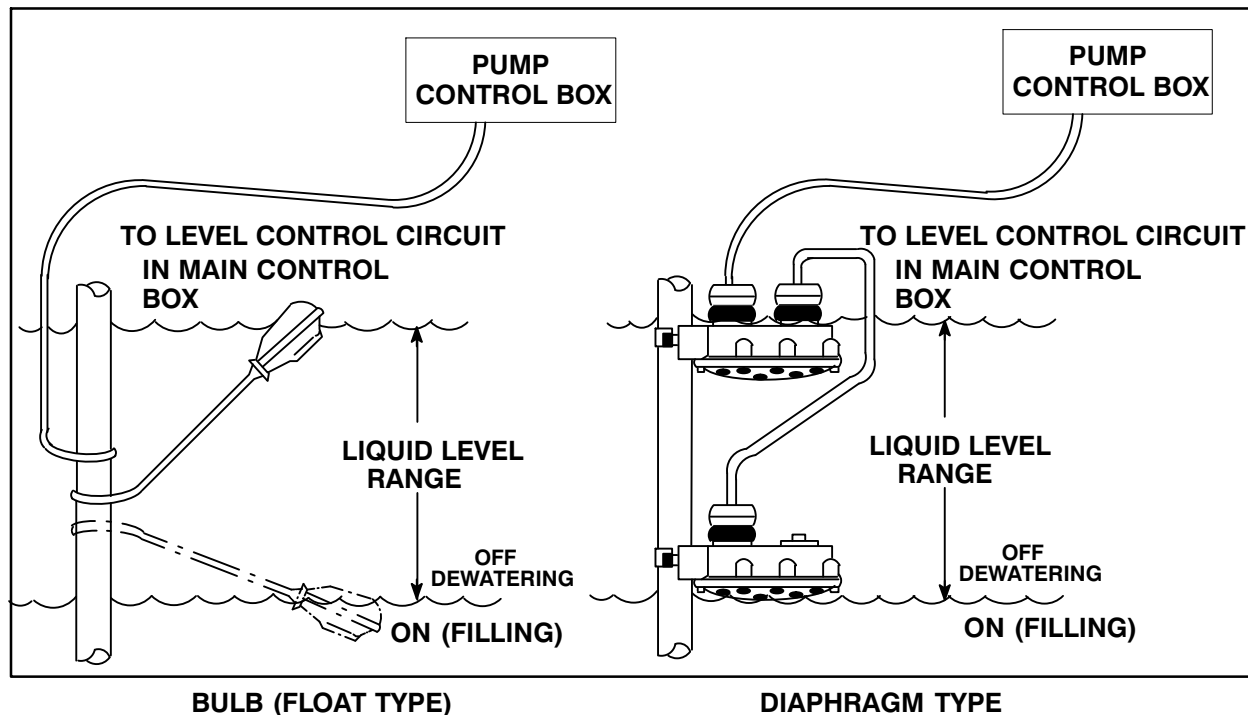 PUMP
CONTROL BOX
TO LEVEL CONTROL CIRCUIT
IN MAIN CONTROL
BOX
LIQUID LEVEL
RANGE
OFF
DEWATERING
ON (FILLING)
BULB (FLOAT TYPE)
PUMP
CONTROL BOX
TO LEVEL CONTROL CIRCUIT
IN MAIN CONTROL
BOX
LIQUID LEVEL
RANGE
OFF
DEWATERING
ON (FILLING)
DIAPHRAGM TYPE